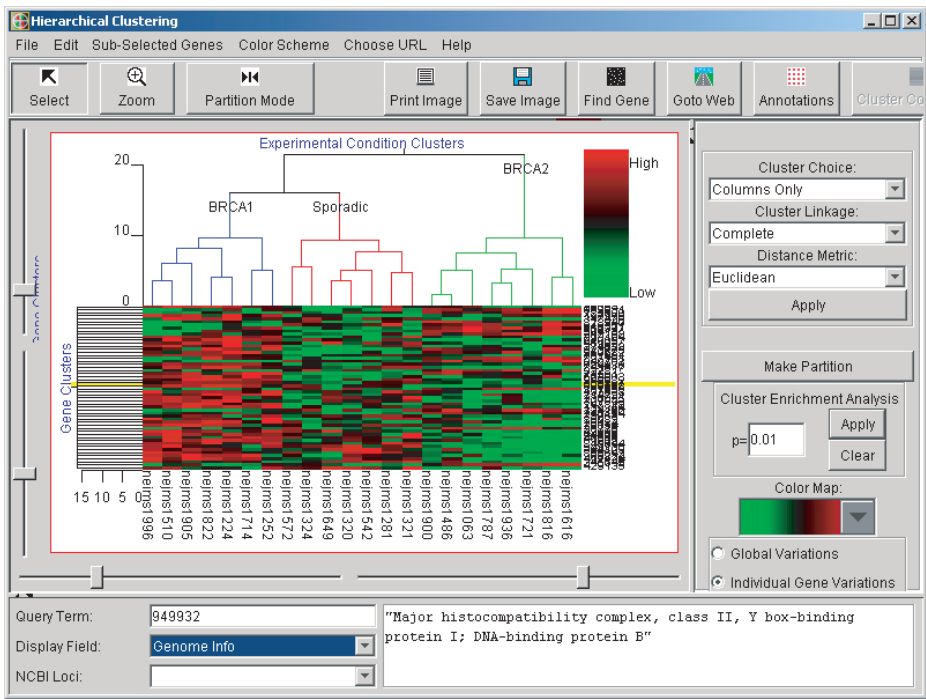 Hierarchical Clustering
File Edit Sub-Selected Genes Color Scheme Choose URL Help
Select Zoom Partition Mode Print Image Save Image Find Gene Goto Web Annotations Cluster Co
Experimental Condition Clusters
20
10
0
BRCA1
Sporadic
BRCA2
High
Low
Gene Clusters
Gene Clusters
15 10 5 0
nejms1996
nejms1510
nejms1905
nejms1822
nejms1224
nejms1714
nejms1252
nejms1572
nejms1324
nejms1649
nejms1320
nejms1542
nejms1281
nejms1321
nejms1900
nejms1486
nejms1063
nejms1787
nejms1936
nejms1721
nejms1816
nejms1616
Cluster Choice:
Columns Only
Cluster Linkage:
Complete
Distance Metric:
Euclidean
Apply
Make Partition
Cluster Enrichment Analysis
p= 0.01
Apply
Clear
Color Map:
Global Variations
Individual Gene Variations
Query Term: 949932
Display Field: Genome Info
NCBI Loci:
"Major histocompatibility complex, class II, Y box-binding
protein I; DNA-binding protein B"